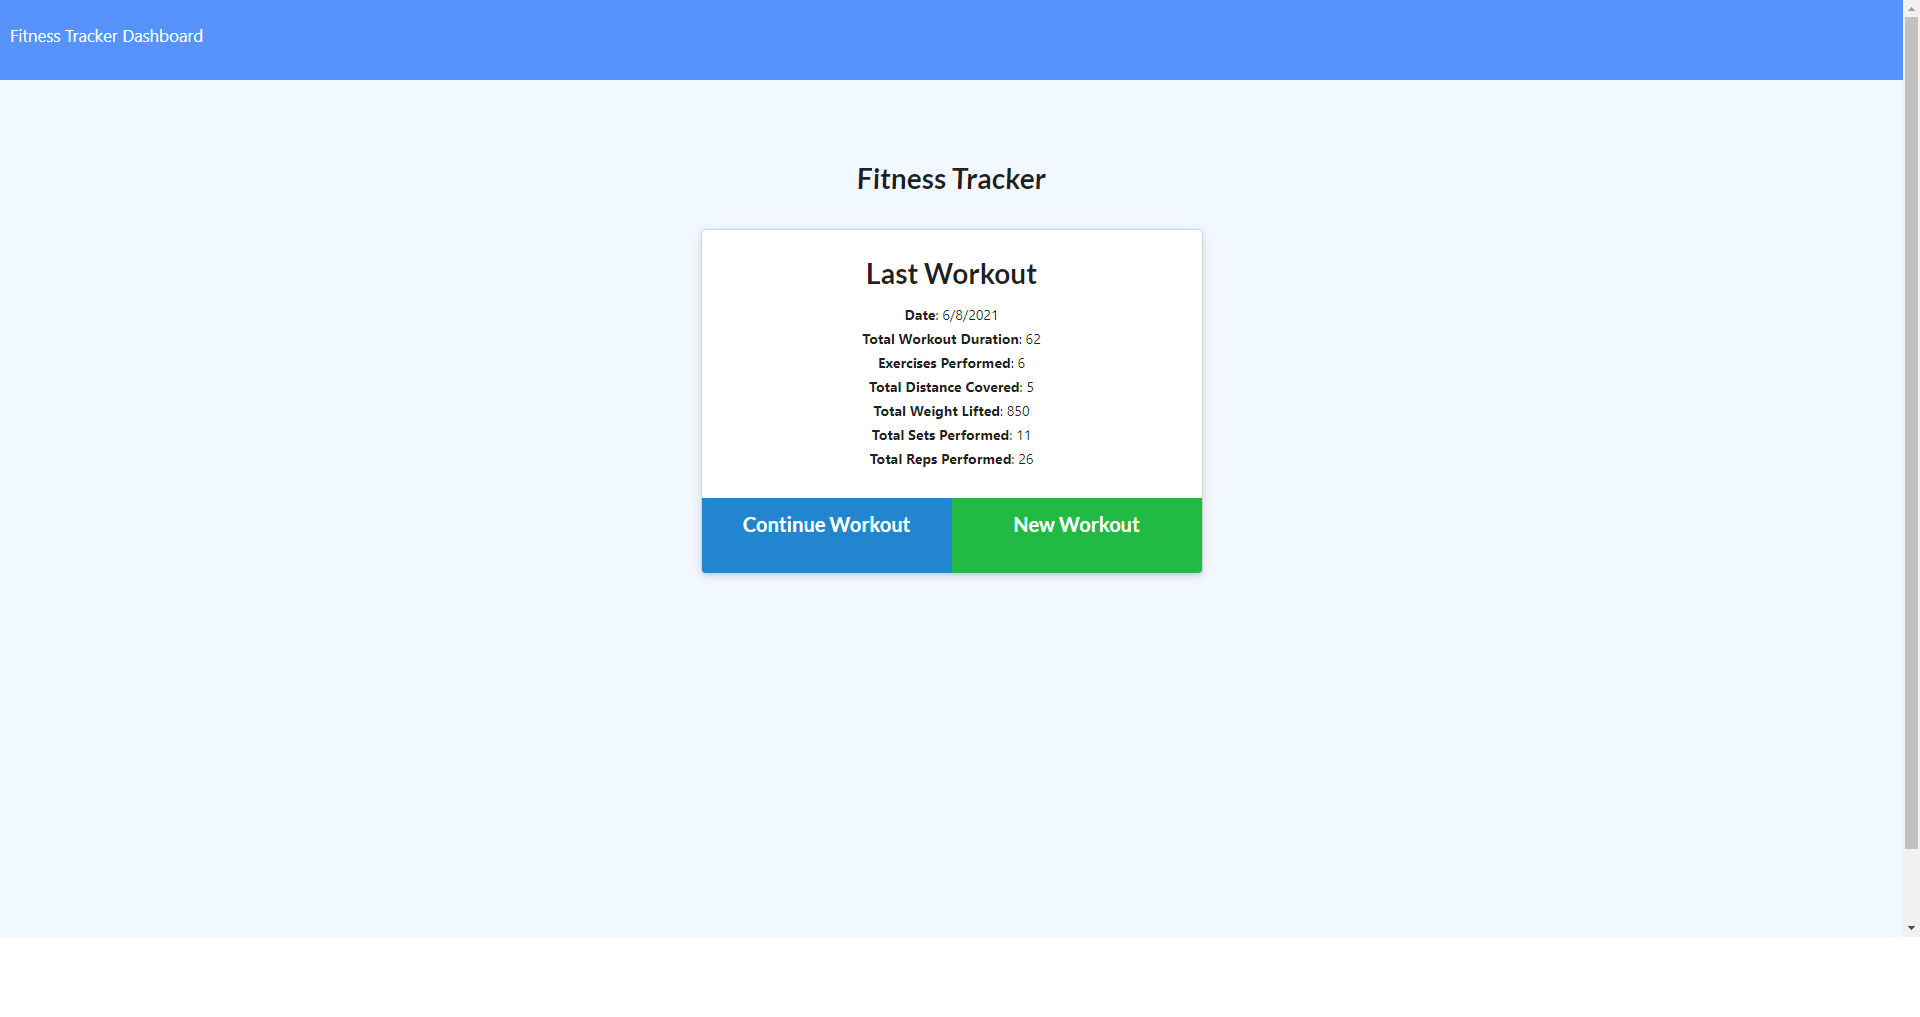 Fitness Tracker Dashboard
Fitness Tracker
Last Workout
Date: 6/8/2021
Total Workout Duration: 62
Exercises Performed: 6
Total Distance Covered: 5
Total Weight Lifted: 850
Total Sets Performed: 11
Total Reps Performed: 26
Continue Workout New Workout